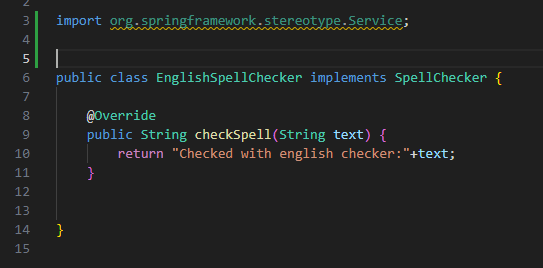 2
3 import org.springframework.stereotype.Service;
4
5
6 public class EnglishSpellChecker implements SpellChecker {
7
8     @Override
9     public String checkSpell(String text) {
10         return "Checked with english checker:"+text;
11     }
12
13
14 }
15